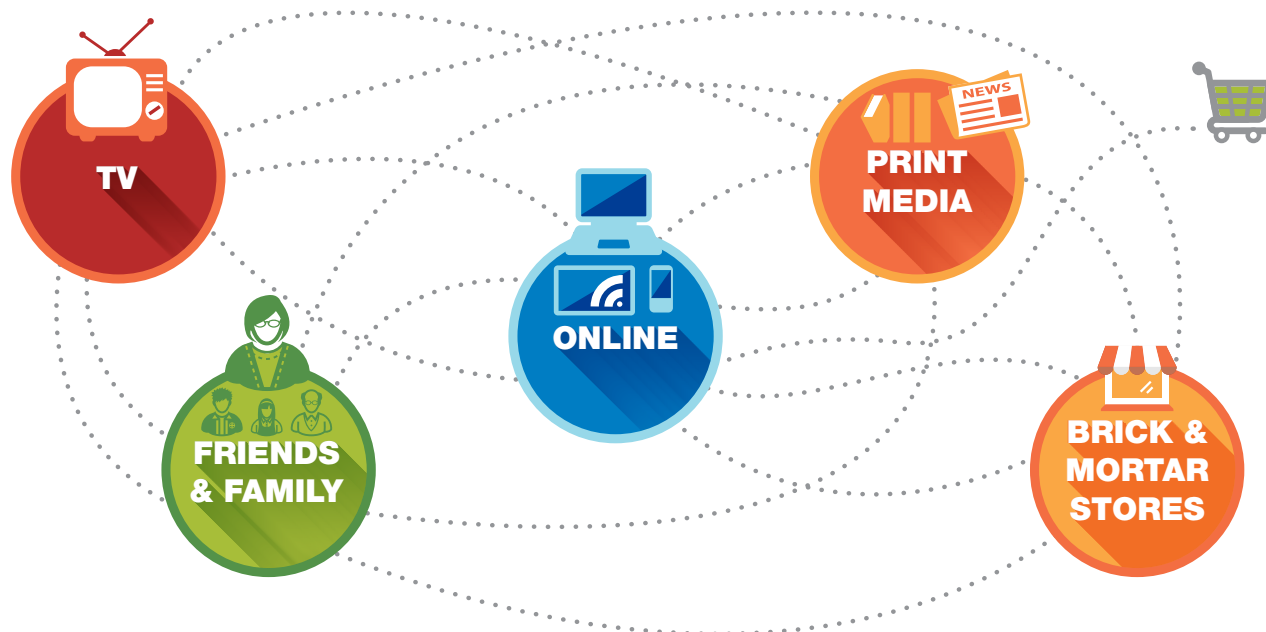 TV
NEWS
PRINT
MEDIA
ONLINE
FRIENDS
& FAMILY
BRICK &
MORTAR
STORES